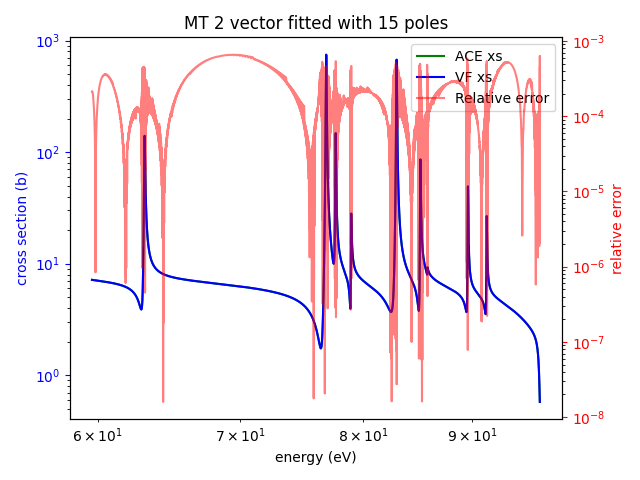 MT 2 vector fitted with 15 poles
10³
10²
10¹
10⁰
cross section (b)
ACE xs
VF xs
Relative error
10⁻³
10⁻⁴
10⁻⁵
10⁻⁶
10⁻⁷
10⁻⁸
relative error
6 × 10¹ 7 × 10¹ 8 × 10¹ 9 × 10¹
energy (eV)